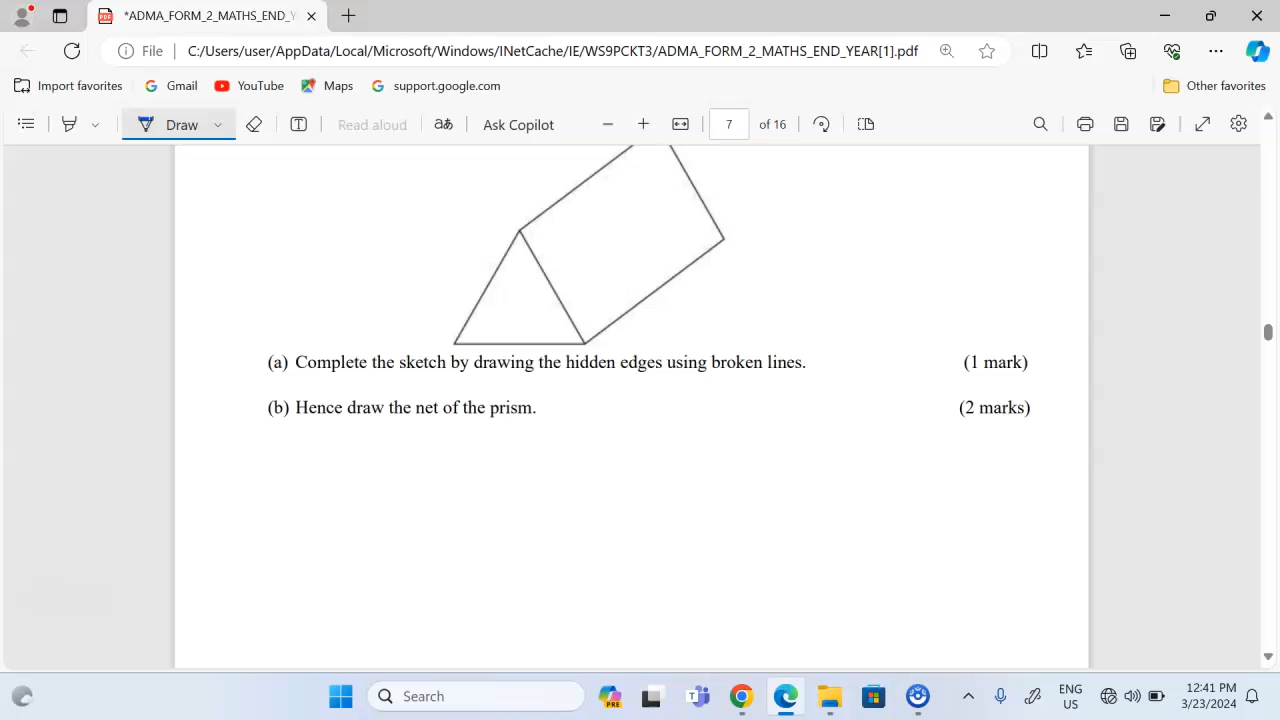 *ADMA_FORM_2_MATHS_END_Y
File
C:/Users/user/AppData/Local/Microsoft/Windows/INetCache/IE/WS9PCKT3/ADMA_FORM_2_MATHS_END_YEAR[1].pdf
Import favorites
Gmail
YouTube
Maps
support.google.com
Other favorites
Draw
Read aloud
aあ
Ask Copilot
7
of 16
(a) Complete the sketch by drawing the hidden edges using broken lines. (1 mark)
(b) Hence draw the net of the prism. (2 marks)
Search
PRE
ENG
US
12:41 PM
3/23/2024